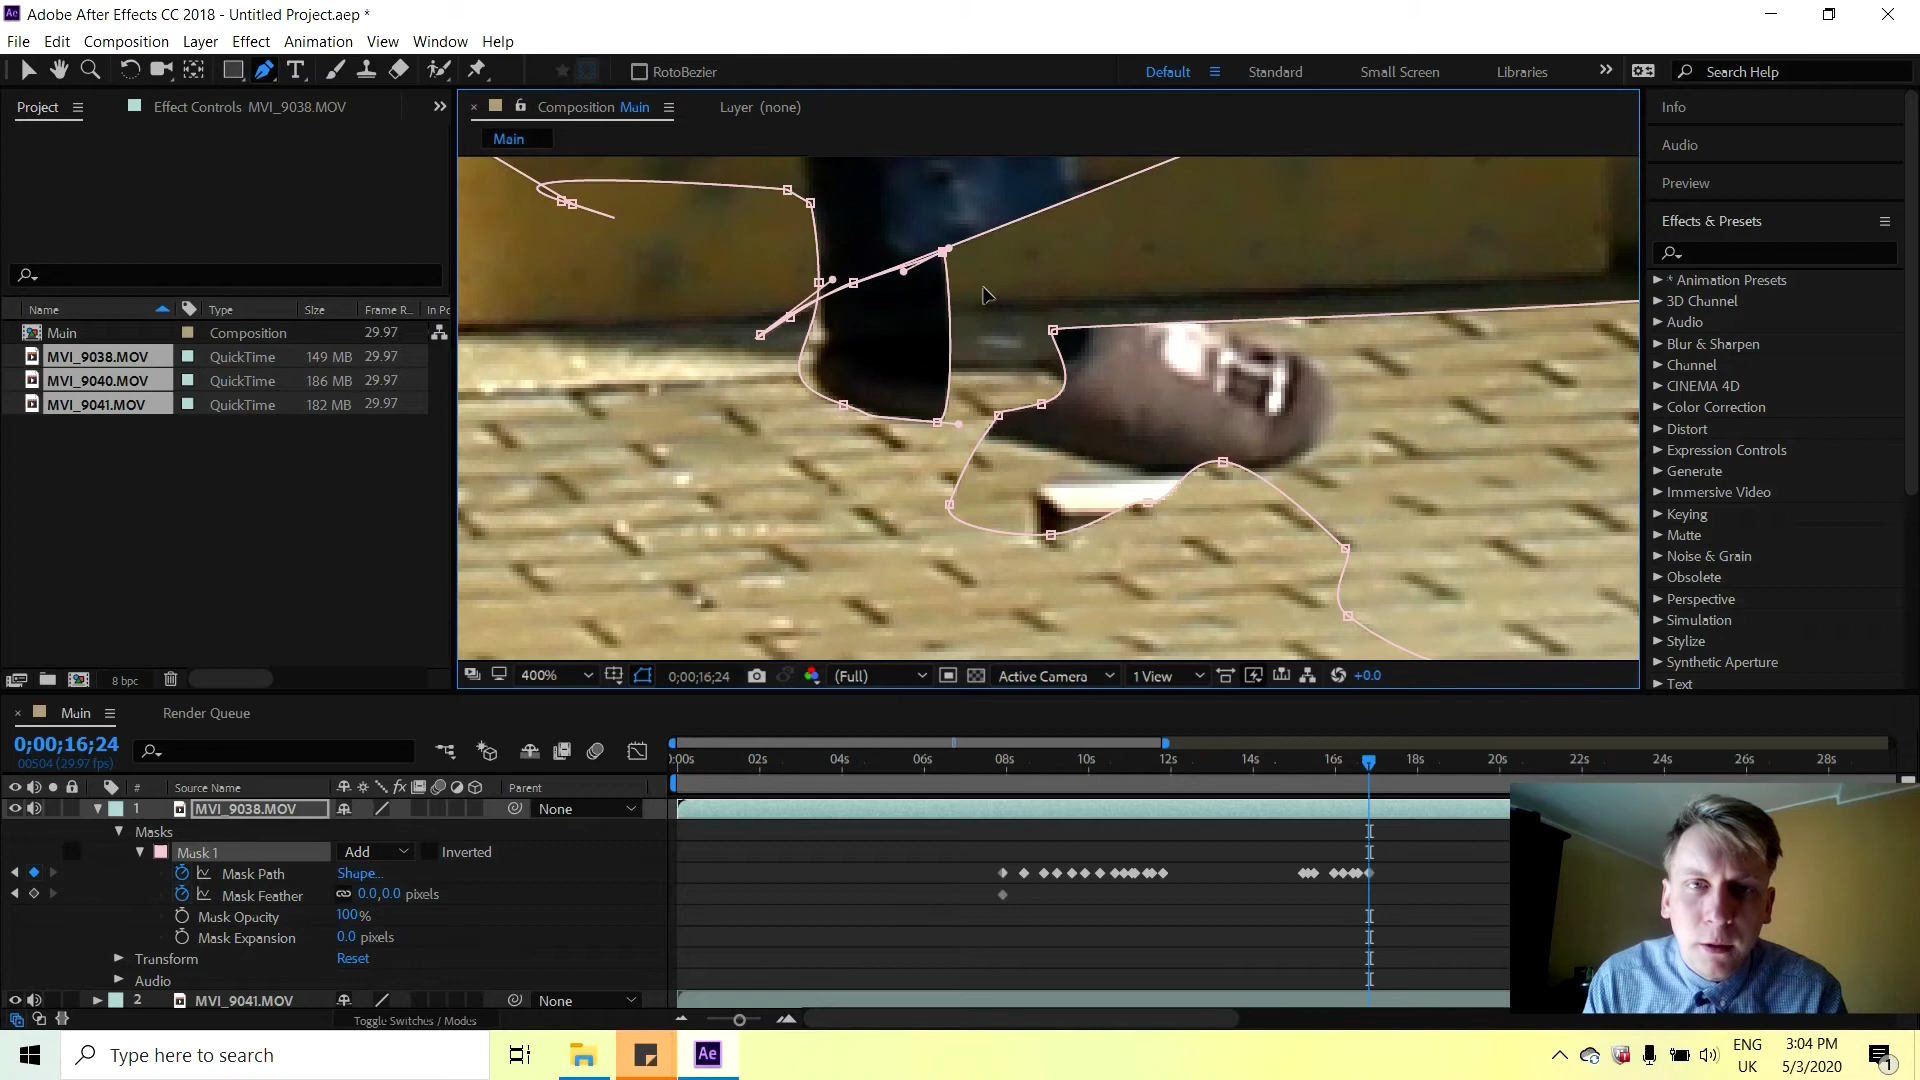 Adobe After Effects CC 2018 - Untitled Project.aep *
File Edit Composition Layer Effect Animation View Window Help
RotoBezier
Default Standard Small Screen Libraries Search Help
Project Effect Controls MVI_9038.MOV
Composition Main Layer (none)
Main
Info
Audio
Preview
Effects & Presets
* Animation Presets
3D Channel
Audio
Blur & Sharpen
Channel
CINEMA 4D
Color Correction
Distort
Expression Controls
Generate
Immersive Video
Keying
Matte
Noise & Grain
Obsolete
Perspective
Simulation
Stylize
Synthetic Aperture
Text
Name Type Size Frame R... In Po
Main Composition 29.97
MVI_9038.MOV QuickTime 149 MB 29.97
MVI_9040.MOV QuickTime 186 MB 29.97
MVI_9041.MOV QuickTime 182 MB 29.97
8 bpc
400% 0;00;16;24 (Full) Active Camera 1 View +0.0
Main Render Queue
0;00;16;24
00504 (29.97 fps)
0:00s 02s 04s 06s 08s 10s 12s 14s 16s 18s 20s 22s 24s 26s 28s
# Source Name Parent
1 MVI_9038.MOV None
Masks
Mask 1 Add Inverted
Mask Path Shape...
Mask Feather 0.0,0.0 pixels
Mask Opacity 100%
Mask Expansion 0.0 pixels
Transform Reset
Audio
2 MVI_9041.MOV None
Toggle Switches / Modes
Type here to search
Ae
ENG
UK
3:04 PM
5/3/2020
1